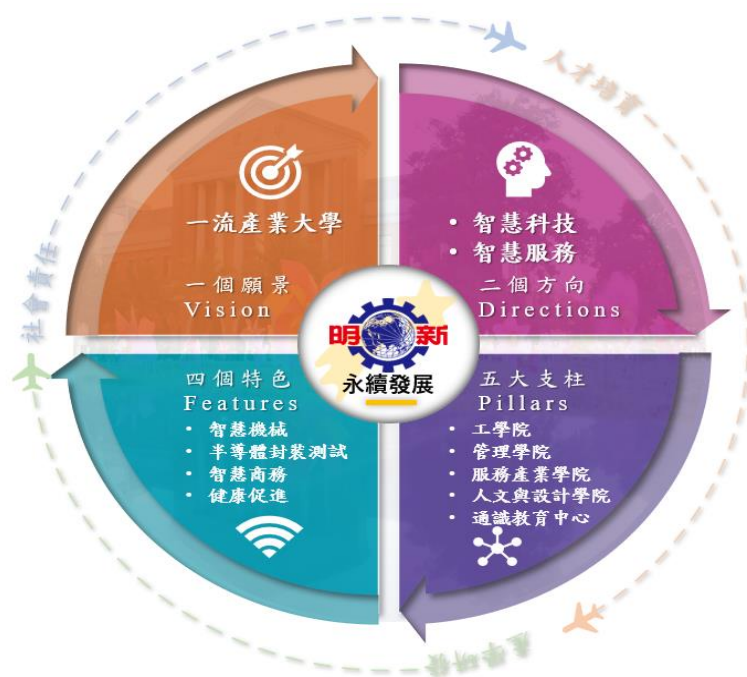 人才培育
社會責任
一流產業大學
一個願景
Vision
• 智慧科技
• 智慧服務
二個方向
Directions
明新
永續發展
四個特色
Features
• 智慧機械
• 半導體封裝測試
• 智慧商務
• 健康促進
五大支柱
Pillars
• 工學院
• 管理學院
• 服務產業學院
• 人文與設計學院
• 通識教育中心
產學研發